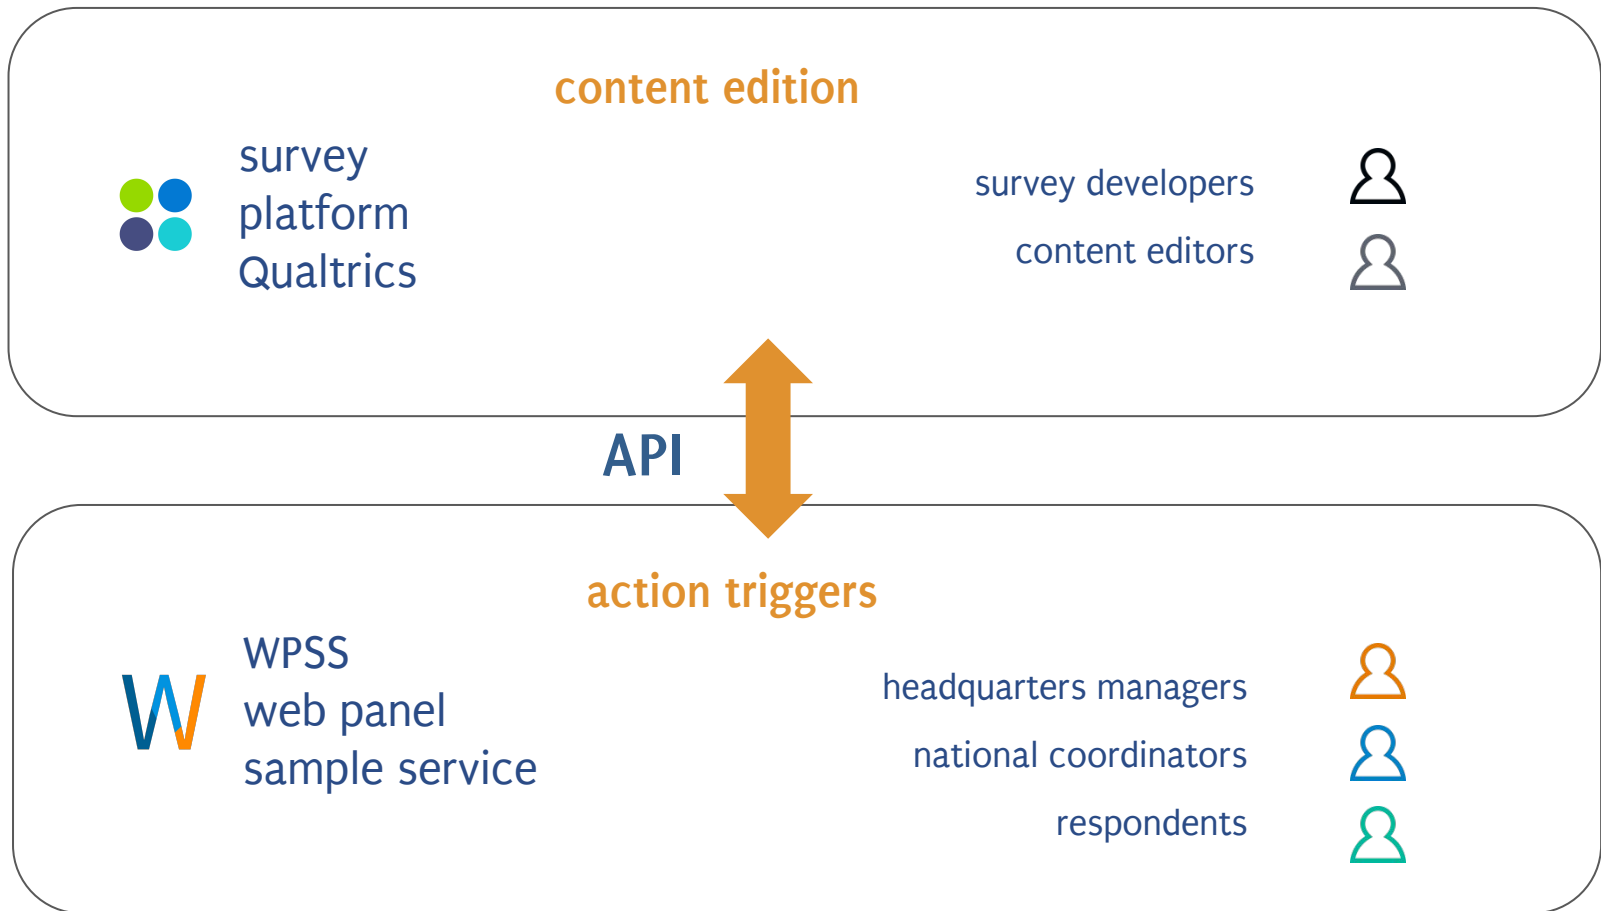 content edition
survey
platform
Qualtrics
survey developers
content editors
API
action triggers
W
WPSS
web panel
sample service
headquarters managers
national coordinators
respondents